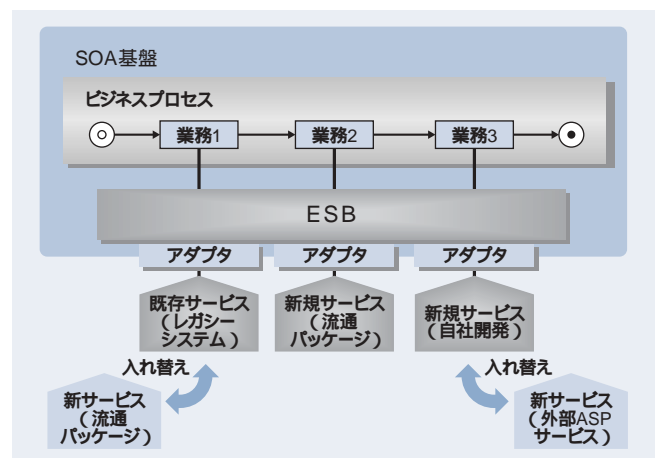 SOA基盤
ビジネスプロセス
業務1
業務2
業務3
ESB
アダプタ
アダプタ
アダプタ
既存サービス
(レガシー
システム)
新規サービス
(流通
パッケージ)
新規サービス
(自社開発)
入れ替え
入れ替え
新サービス
(流通
パッケージ)
新サービス
(外部ASP
サービス)